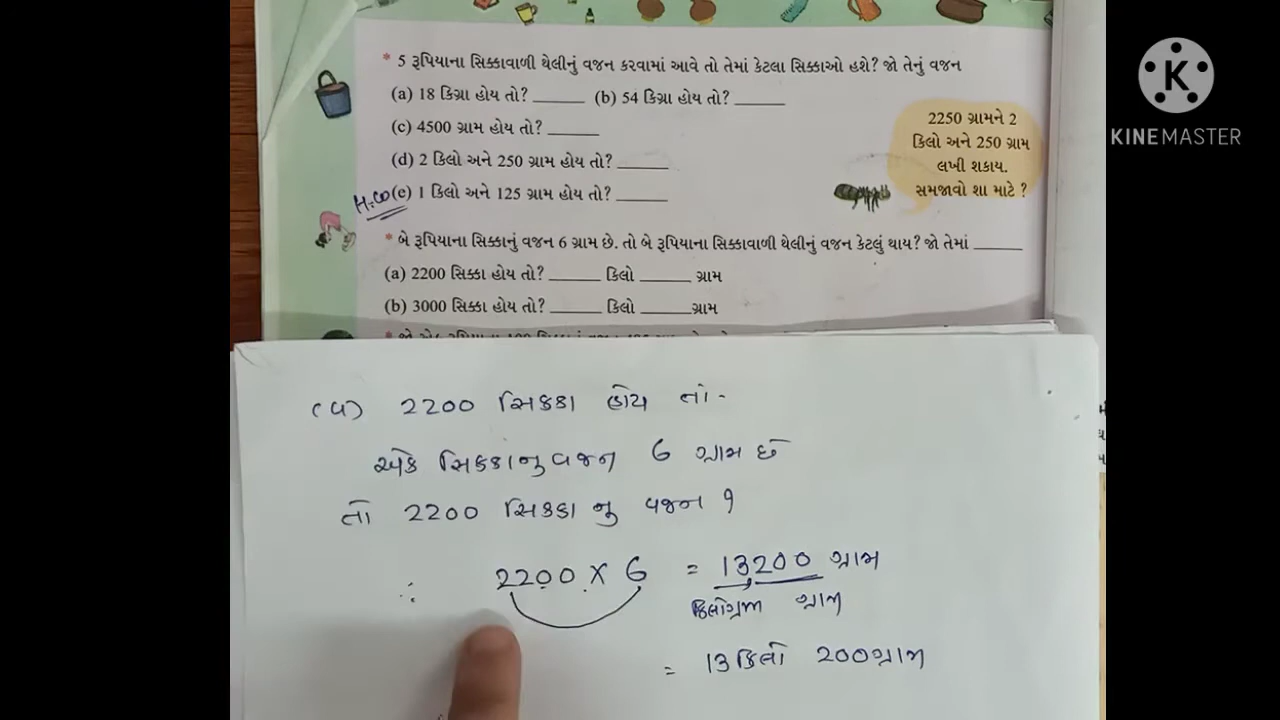 * 5 રૂપિયાના સિક્કાવાળી થેલીનું વજન કરવામાં આવે તો તેમાં કેટલા સિક્કાઓ હશે? જો તેનું વજન
(a) 18 કિગ્રા હોય તો? ______ (b) 54 કિગ્રા હોય તો? ______
(c) 4500 ગ્રામ હોય તો? ______
(d) 2 કિલો અને 250 ગ્રામ હોય તો? ______
H.W (e) 1 કિલો અને 125 ગ્રામ હોય તો? ______
2250 ગ્રામને 2
કિલો અને 250 ગ્રામ
લખી શકાય.
સમજાવો શા માટે ?
* બે રૂપિયાના સિક્કાનું વજન 6 ગ્રામ છે. તો બે રૂપિયાના સિક્કાવાળી થેલીનું વજન કેટલું થાય? જો તેમાં ______
(a) 2200 સિક્કા હોય તો? ______ કિલો ______ ગ્રામ
(b) 3000 સિક્કા હોય તો? ______ કિલો ______ ગ્રામ
2200 સિક્કા હોય તો -
એક સિક્કાનુ વજન 6 ગ્રામ છે
તો 2200 સિક્કા નુ વજન ?
∴ 2200 X 6 = 13200 ગ્રામ
કિલોગ્રામ ગ્રામ
= 13 કિલો 200 ગ્રામ
K
KINEMASTER